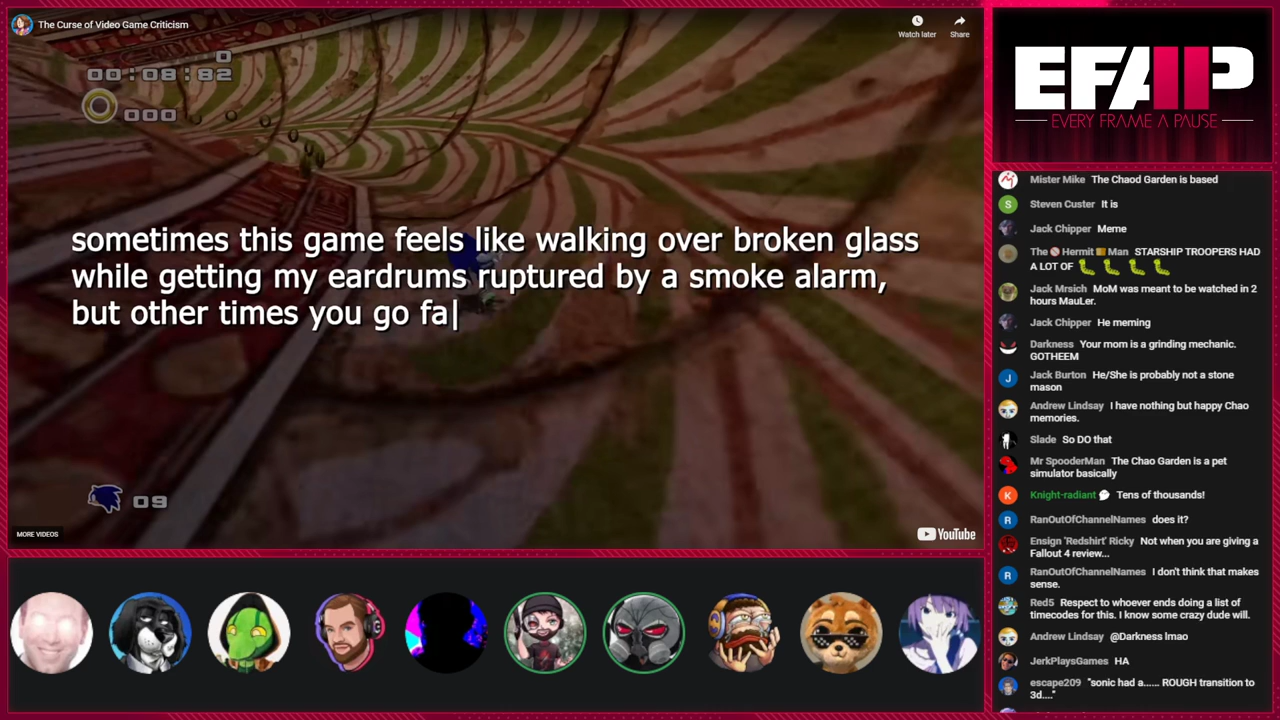 The Curse of Video Game Criticism
Watch later
Share
0
00:08:82
000
sometimes this game feels like walking over broken glass
while getting my eardrums ruptured by a smoke alarm,
but other times you go fa|
09
MORE VIDEOS
YouTube
EFAP
EVERY FRAME A PAUSE
Mister Mike The Chaod Garden is based
Steven Custer It is
Jack Chipper Meme
The Hermit Man STARSHIP TROOPERS HAD
A LOT OF
Jack Mrsich MoM was meant to be watched in 2
hours MauLer.
Jack Chipper He meming
Darkness Your mom is a grinding mechanic.
GOTHEEM
Jack Burton He/She is probably not a stone
mason
Andrew Lindsay I have nothing but happy Chao
memories.
Slade So DO that
Mr SpooderMan The Chao Garden is a pet
simulator basically
Knight-radiant Tens of thousands!
RanOutOfChannelNames does it?
Ensign 'Redshirt' Ricky Not when you are giving a
Fallout 4 review...
RanOutOfChannelNames I don't think that makes
sense.
Red5 Respect to whoever ends doing a list of
timecodes for this. I know some crazy dude will.
Andrew Lindsay @Darkness lmao
JerkPlaysGames HA
escape209 "sonic had a...... ROUGH transition to
3d...."